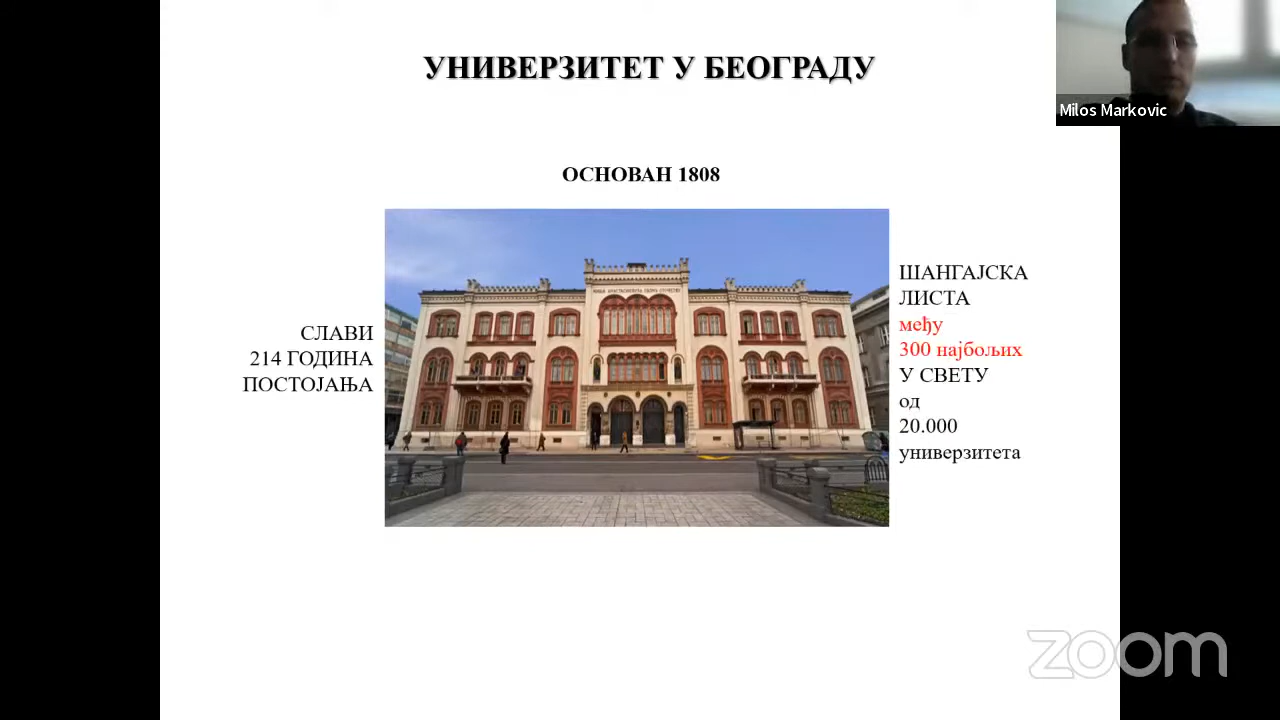 УНИВЕРЗИТЕТ У БЕОГРАДУ
Milos Markovic
ОСНОВАН 1808
СЛАВИ
214 ГОДИНА
ПОСТОЈАЊА
ШАНГАЈСКА
ЛИСТА
међу
300 најбољих
У СВЕТУ
од
20.000
универзитета
zoom